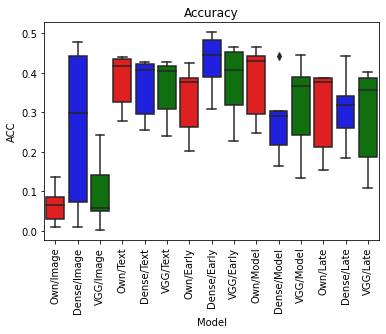 Accuracy
ACC
0.5
0.4
0.3
0.2
0.1
0.0
Own/Image
Dense/Image
VGG/Image
Own/Text
Dense/Text
VGG/Text
Own/Early
Dense/Early
VGG/Early
Own/Model
Dense/Model
VGG/Model
Own/Late
Dense/Late
VGG/Late
Model